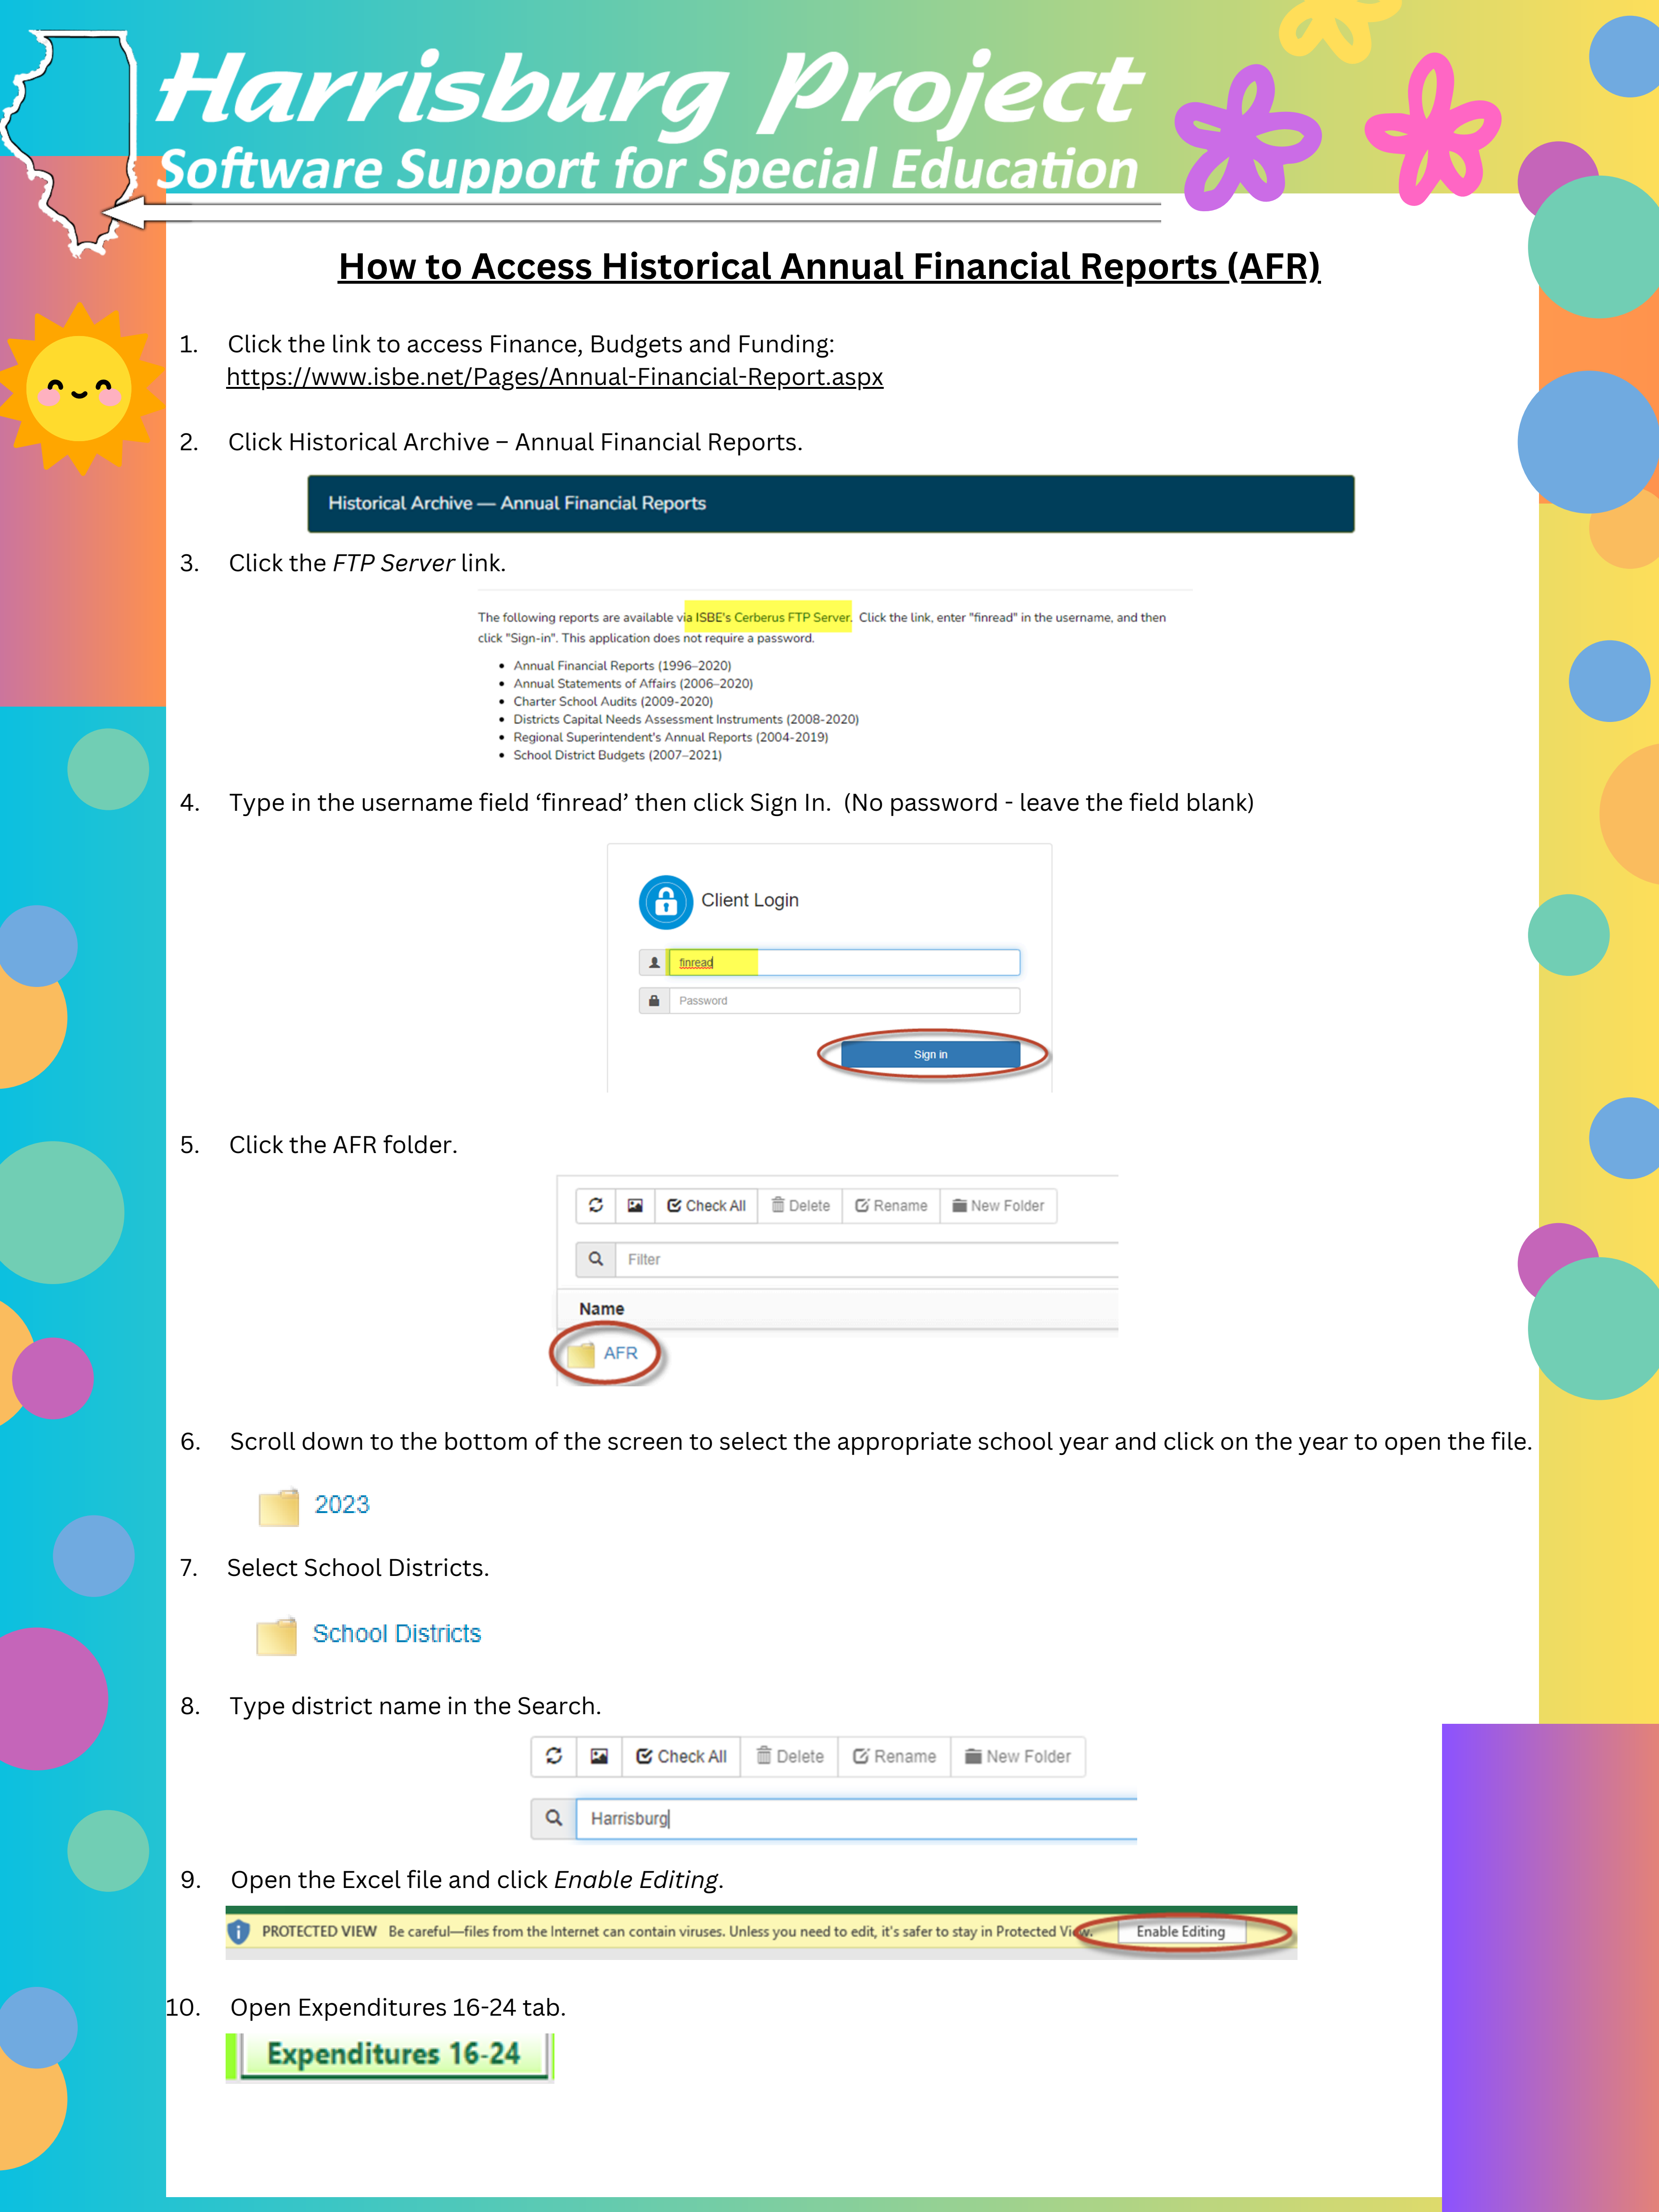 Harrisburg Project
Software Support for Special Education
How to Access Historical Annual Financial Reports (AFR)
1. Click the link to access Finance, Budgets and Funding:
https://www.isbe.net/Pages/Annual-Financial-Report.aspx
2. Click Historical Archive – Annual Financial Reports.
Historical Archive — Annual Financial Reports
3. Click the FTP Server link.
The following reports are available via ISBE's Cerberus FTP Server. Click the link, enter "finread" in the username, and then
click "Sign-in". This application does not require a password.
• Annual Financial Reports (1996–2020)
• Annual Statements of Affairs (2006–2020)
• Charter School Audits (2009-2020)
• Districts Capital Needs Assessment Instruments (2008-2020)
• Regional Superintendent's Annual Reports (2004-2019)
• School District Budgets (2007–2021)
4. Type in the username field ‘finread’ then click Sign In. (No password - leave the field blank)
Client Login
finread
Password
Sign in
5. Click the AFR folder.
Check All Delete Rename New Folder
Filter
Name
AFR
6. Scroll down to the bottom of the screen to select the appropriate school year and click on the year to open the file.
2023
7. Select School Districts.
School Districts
8. Type district name in the Search.
Check All Delete Rename New Folder
Harrisburg
9. Open the Excel file and click Enable Editing.
PROTECTED VIEW Be careful—files from the Internet can contain viruses. Unless you need to edit, it's safer to stay in Protected View. Enable Editing
10. Open Expenditures 16-24 tab.
Expenditures 16-24